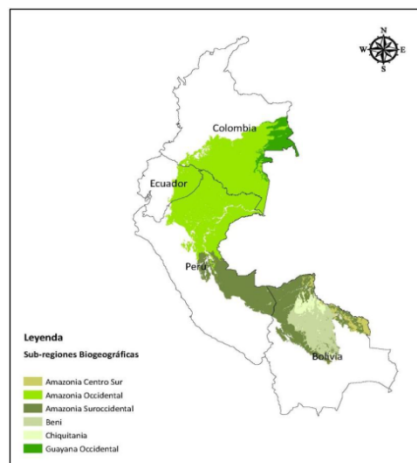 N
W E
S
Colombia
Ecuador
Perú
Bolivia
Leyenda
Sub-regiones Biogeográficas
Amazonia Centro Sur
Amazonia Occidental
Amazonia Suroccidental
Beni
Chiquitania
Guayana Occidental